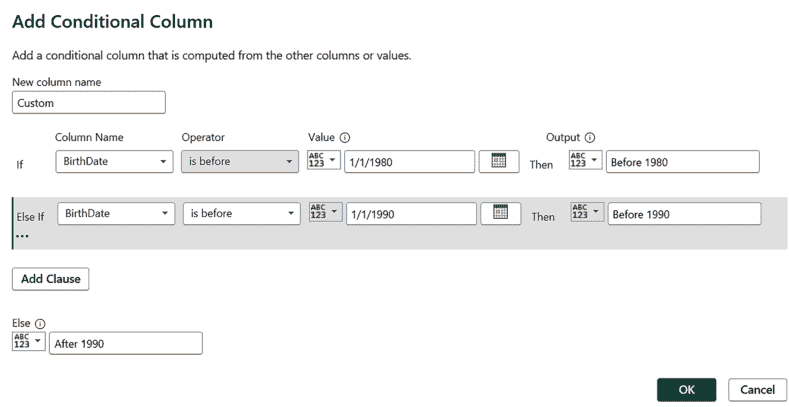 Add Conditional Column
Add a conditional column that is computed from the other columns or values.
New column name
Custom
Column Name Operator Value Output
If BirthDate is before ABC 123 1/1/1980 Then ABC 123 Before 1980
Else If BirthDate is before ABC 123 1/1/1990 Then ABC 123 Before 1990
...
Add Clause
Else
ABC 123 After 1990
OK Cancel